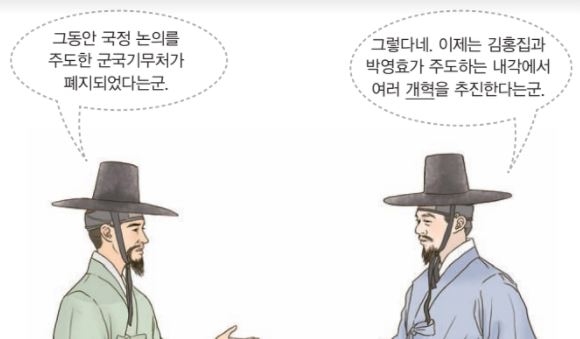 그동안 국정 논의를
주도한 군국기무처가
폐지되었다는군.
그렇다네. 이제는 김홍집과
박영효가 주도하는 내각에서
여러 개혁을 추진한다는군.